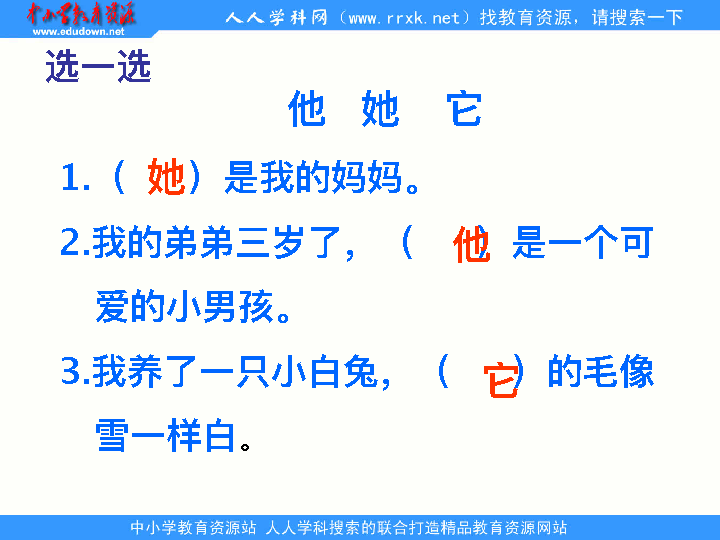 中小学教育资源
www.edudown.net
人人学科网（www.rrxk.net）找教育资源，请搜索一下
选一选
他 她 它
1.（ 她）是我的妈妈。
2.我的弟弟三岁了，（ 他）是一个可
爱的小男孩。
3.我养了一只小白兔，（ 它）的毛像
雪一样白。
中小学教育资源站 人人学科搜索的联合打造精品教育资源网站